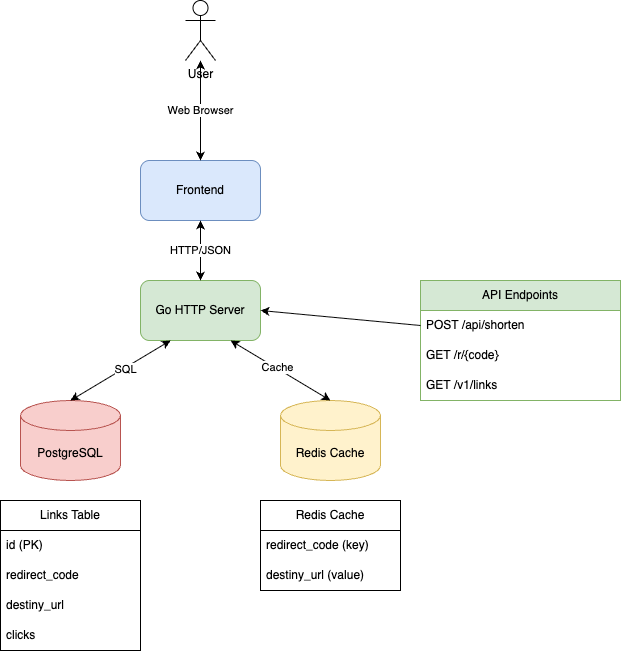 User
Web Browser
Frontend
HTTP/JSON
Go HTTP Server
API Endpoints
POST /api/shorten
GET /r/{code}
GET /v1/links
SQL
Cache
PostgreSQL
Redis Cache
Links Table
id (PK)
redirect_code
destiny_url
clicks
Redis Cache
redirect_code (key)
destiny_url (value)